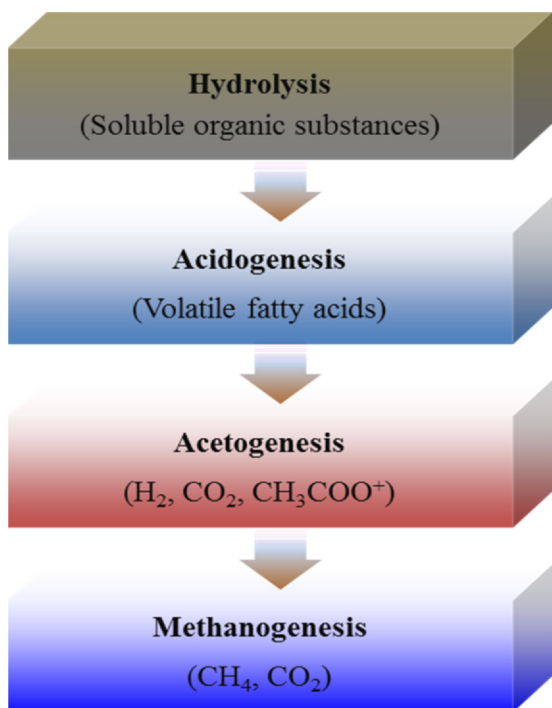 Hydrolysis
(Soluble organic substances)
Acidogenesis
(Volatile fatty acids)
Acetogenesis
(H₂, CO₂, CH₃COO⁺)
Methanogenesis
(CH₄, CO₂)